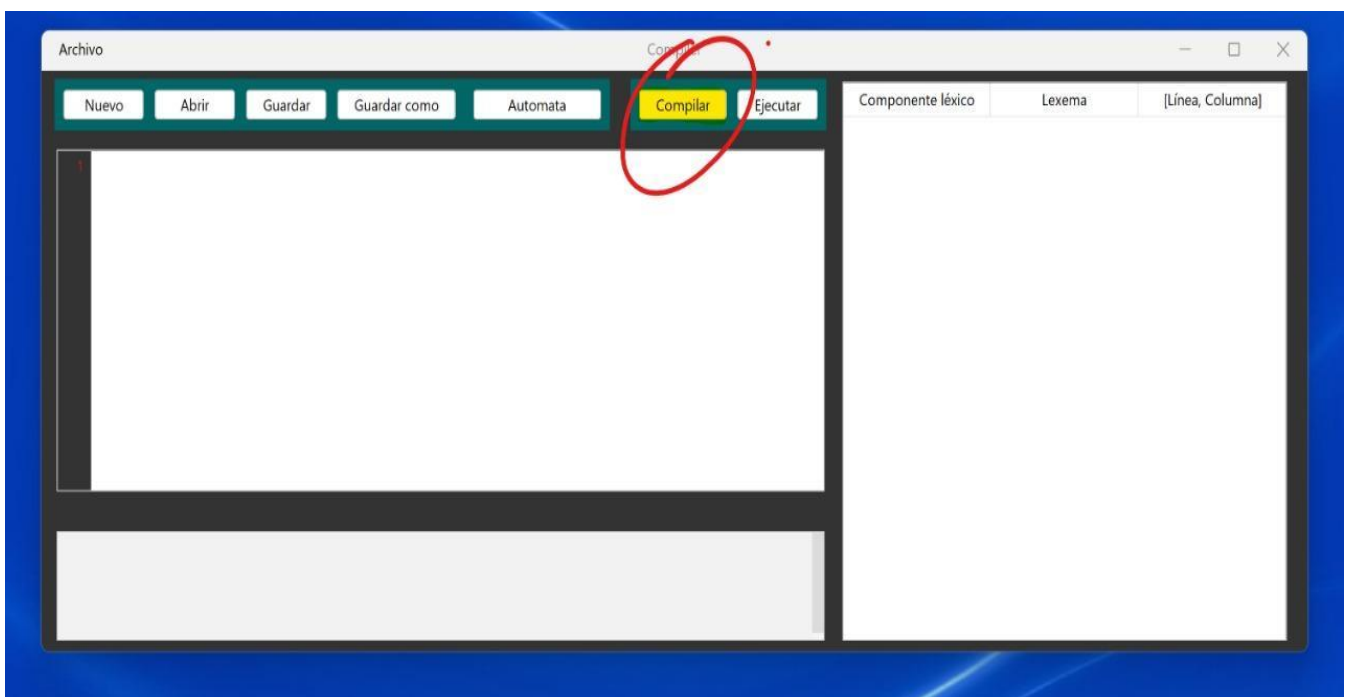 Archivo
Nuevo Abrir Guardar Guardar como Automata Compilar Ejecutar
Componente léxico Lexema [Línea, Columna]
1